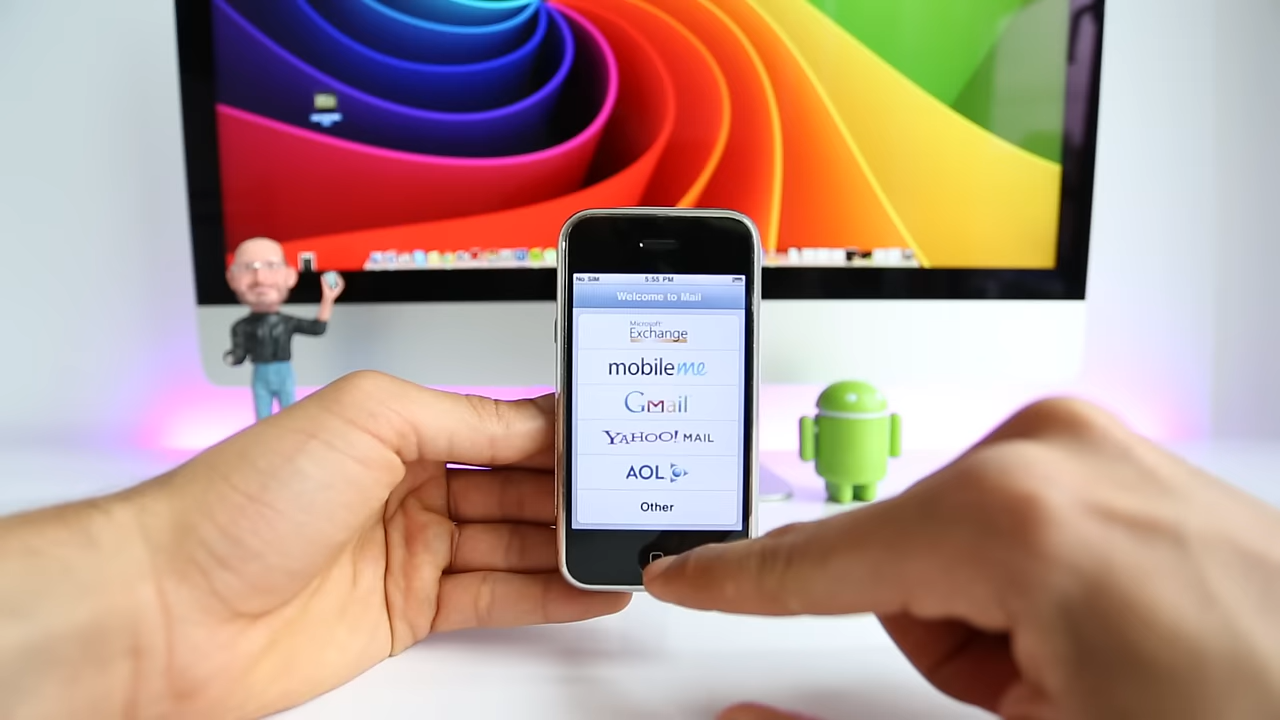 No SIM 5:55 PM
Welcome to Mail
Microsoft
Exchange
mobileme
Gmail
YAHOO! MAIL
AOL
Other